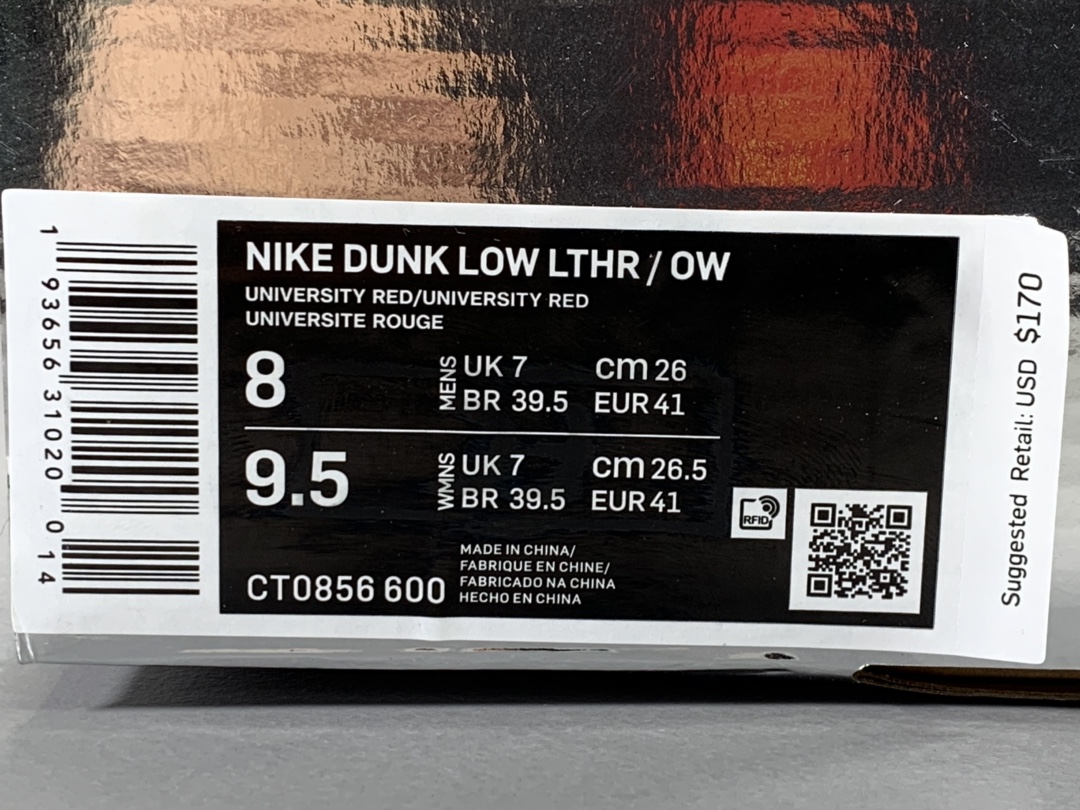 NIKE DUNK LOW LTHR / OW
UNIVERSITY RED/UNIVERSITY RED
UNIVERSITE ROUGE
8 MENS UK 7 cm 26
BR 39.5 EUR 41
9.5 WMNS UK 7 cm 26.5
BR 39.5 EUR 41
RFID
MADE IN CHINA/
FABRIQUE EN CHINE/
FABRICADO NA CHINA
HECHO EN CHINA
CT0856 600
1 93656 31020 0 14
Suggested Retail: USD $170